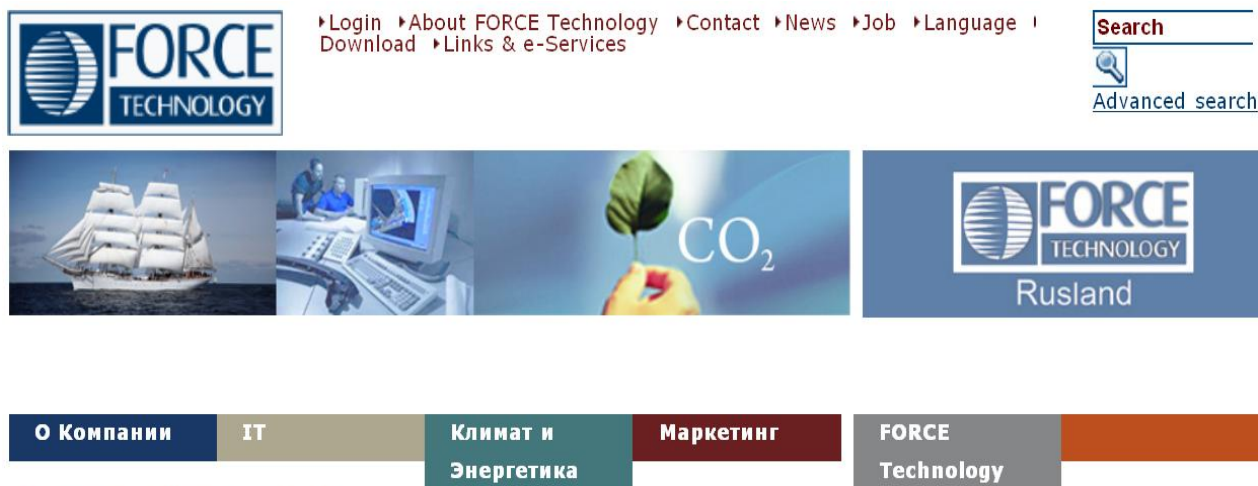 FORCE
TECHNOLOGY
Login About FORCE Technology Contact News Job Language
Download Links & e-Services
Search
Advanced search
CO₂
FORCE
TECHNOLOGY
Rusland
О Компании
IT
Климат и
Энергетика
Маркетинг
FORCE
Technology